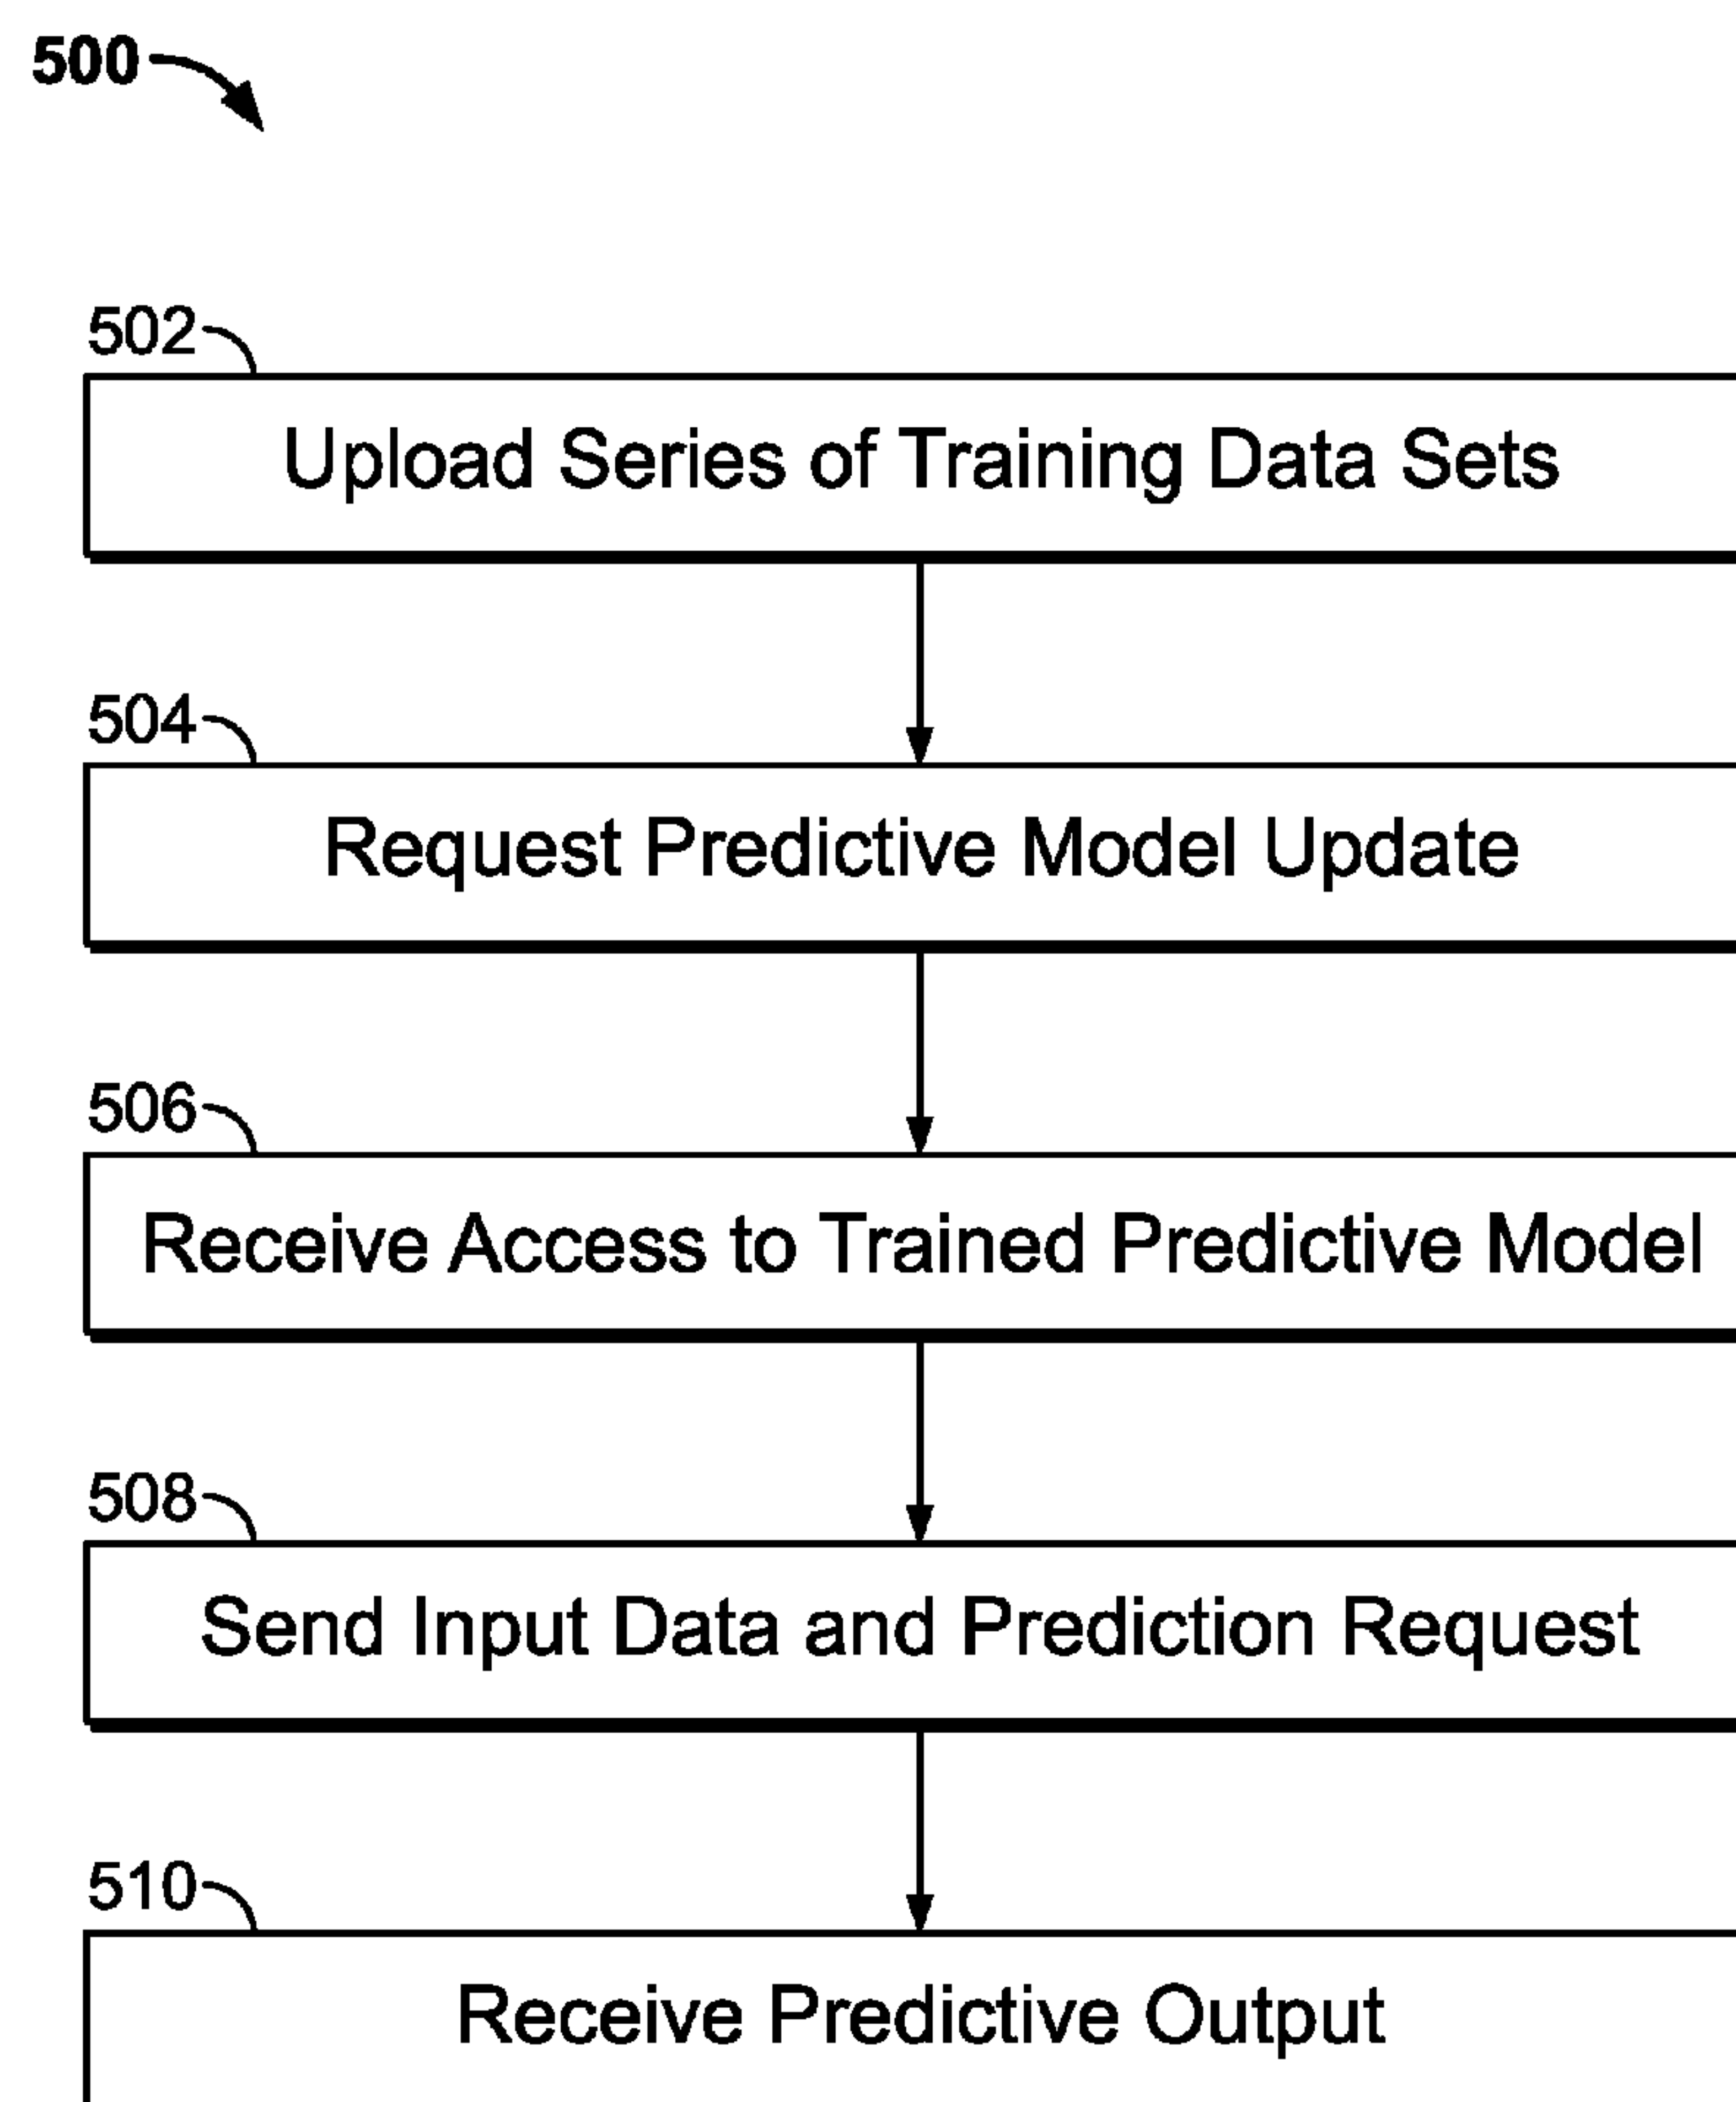 500
502
Upload Series of Training Data Sets
504
Request Predictive Model Update
506
Receive Access to Trained Predictive Model
508
Send Input Data and Prediction Request
510
Receive Predictive Output